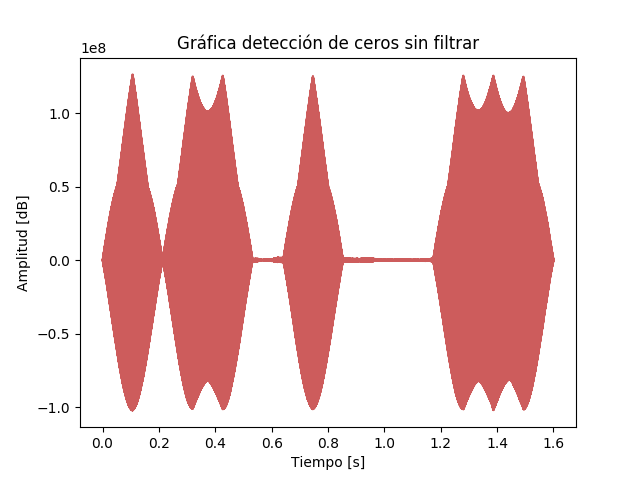 Gráfica detección de ceros sin filtrar
1e8
1.0
0.5
0.0
−0.5
−1.0
Amplitud [dB]
0.0 0.2 0.4 0.6 0.8 1.0 1.2 1.4 1.6
Tiempo [s]